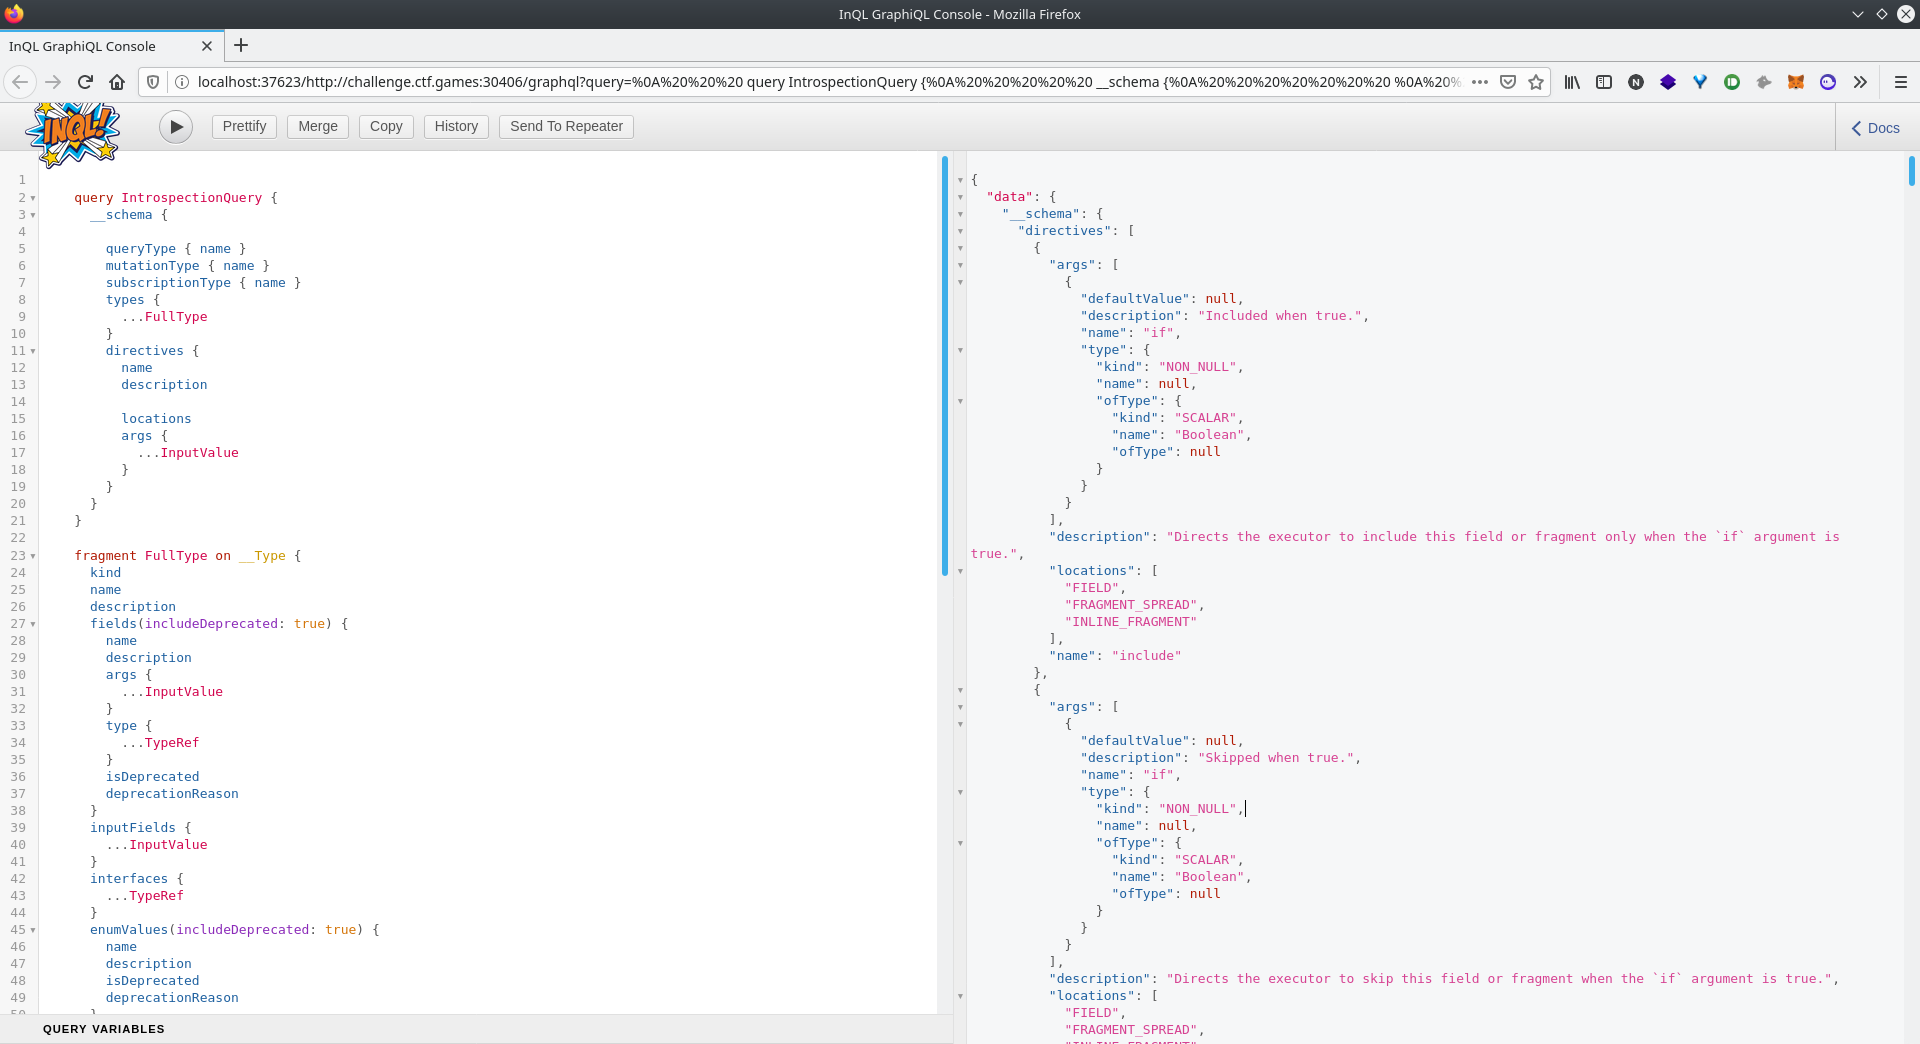 InQL GraphiQL Console - Mozilla Firefox
InQL GraphiQL Console
localhost:37623/http://challenge.ctf.games:30406/graphql?query=%0A%20%20%20%20 query IntrospectionQuery {%0A%20%20%20%20%20%20 __schema {%0A%20%20%20%20%20%20%20%20 %0A%20%
INQL!
Prettify
Merge
Copy
History
Send To Repeater
Docs
1
2 query IntrospectionQuery {
3 __schema {
4
5 queryType { name }
6 mutationType { name }
7 subscriptionType { name }
8 types {
9 ...FullType
10 }
11 directives {
12 name
13 description
14
15 locations
16 args {
17 ...InputValue
18 }
19 }
20 }
21 }
22
23 fragment FullType on __Type {
24 kind
25 name
26 description
27 fields(includeDeprecated: true) {
28 name
29 description
30 args {
31 ...InputValue
32 }
33 type {
34 ...TypeRef
35 }
36 isDeprecated
37 deprecationReason
38 }
39 inputFields {
40 ...InputValue
41 }
42 interfaces {
43 ...TypeRef
44 }
45 enumValues(includeDeprecated: true) {
46 name
47 description
48 isDeprecated
49 deprecationReason
50 }
QUERY VARIABLES
{
"data": {
"__schema": {
"directives": [
{
"args": [
{
"defaultValue": null,
"description": "Included when true.",
"name": "if",
"type": {
"kind": "NON_NULL",
"name": null,
"ofType": {
"kind": "SCALAR",
"name": "Boolean",
"ofType": null
}
}
}
],
"description": "Directs the executor to include this field or fragment only when the `if` argument is
true.",
"locations": [
"FIELD",
"FRAGMENT_SPREAD",
"INLINE_FRAGMENT"
],
"name": "include"
},
{
"args": [
{
"defaultValue": null,
"description": "Skipped when true.",
"name": "if",
"type": {
"kind": "NON_NULL",
"name": null,
"ofType": {
"kind": "SCALAR",
"name": "Boolean",
"ofType": null
}
}
}
],
"description": "Directs the executor to skip this field or fragment when the `if` argument is true.",
"locations": [
"FIELD",
"FRAGMENT_SPREAD",
"INLINE_FRAGMENT"